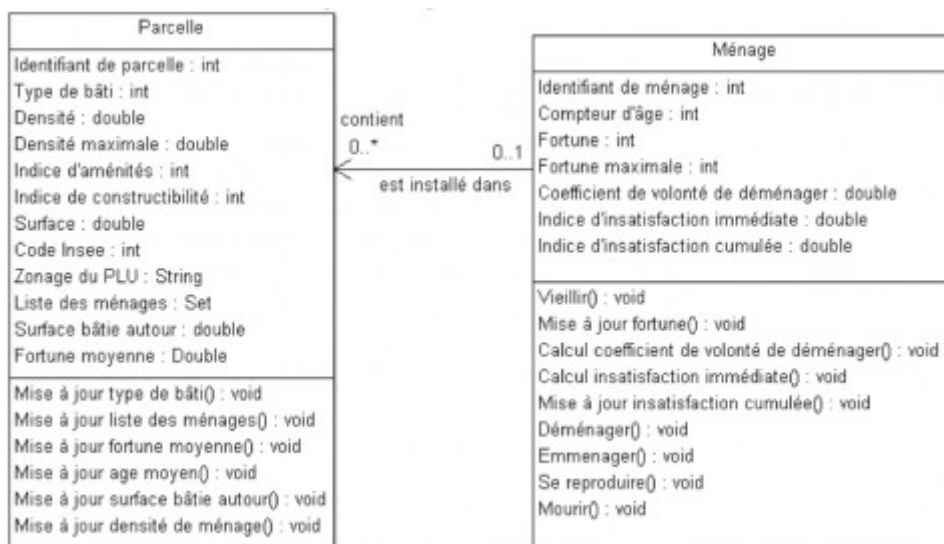 Parcelle
Identifiant de parcelle : int
Type de bâti : int
Densité : double
Densité maximale : double
Indice d'aménités : int
Indice de constructibilité : int
Surface : double
Code Insee : int
Zonage du PLU : String
Liste des ménages : Set
Surface bâtie autour : double
Fortune moyenne : Double
Mise à jour type de bâti() : void
Mise à jour liste des ménages() : void
Mise à jour fortune moyenne() : void
Mise à jour age moyen() : void
Mise à jour surface bâtie autour() : void
Mise à jour densité de ménage() : void
contient
0..*
0..1
est installé dans
Ménage
Identifiant de ménage : int
Compteur d'âge : int
Fortune : int
Fortune maximale : int
Coefficient de volonté de déménager : double
Indice d'insatisfaction immédiate : double
Indice d'insatisfaction cumulée : double
Vieillir() : void
Mise à jour fortune() : void
Calcul coefficient de volonté de déménager() : void
Calcul insatisfaction immédiate() : void
Mise à jour insatisfaction cumulée() : void
Déménager() : void
Emmenager() : void
Se reproduire() : void
Mourir() : void